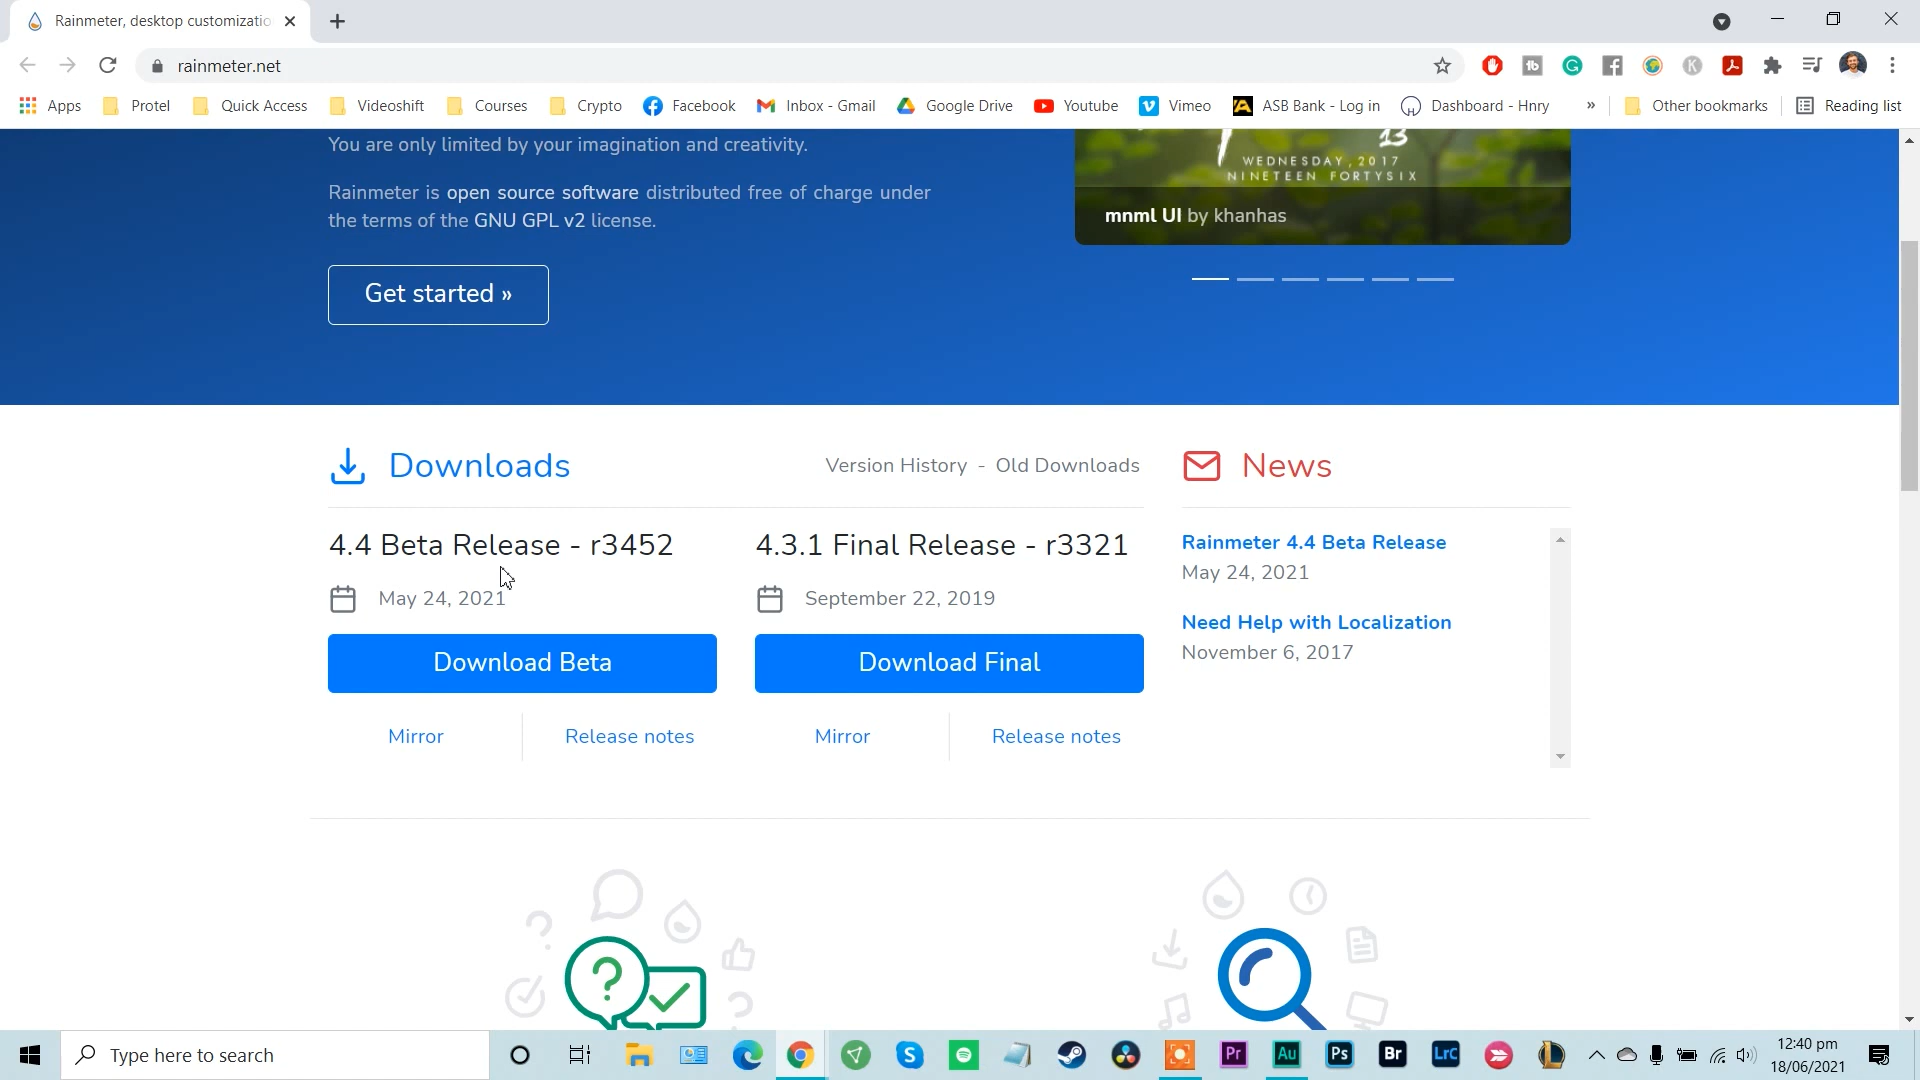 Rainmeter, desktop customizatio
rainmeter.net
Apps
Protel
Quick Access
Videoshift
Courses
Crypto
Facebook
Inbox - Gmail
Google Drive
Youtube
Vimeo
ASB Bank - Log in
Dashboard - Hnry
»
Other bookmarks
Reading list
You are only limited by your imagination and creativity.
Rainmeter is open source software distributed free of charge under
the terms of the GNU GPL v2 license.
Get started »
13
WEDNESDAY, 2017
NINETEEN FORTYSIX
mnml UI by khanhas
Downloads
Version History - Old Downloads
News
4.4 Beta Release - r3452
May 24, 2021
Download Beta
Mirror
Release notes
4.3.1 Final Release - r3321
September 22, 2019
Download Final
Mirror
Release notes
Rainmeter 4.4 Beta Release
May 24, 2021
Need Help with Localization
November 6, 2017
Type here to search
Pr
Au
Ps
Br
LrC
12:40 pm
18/06/2021